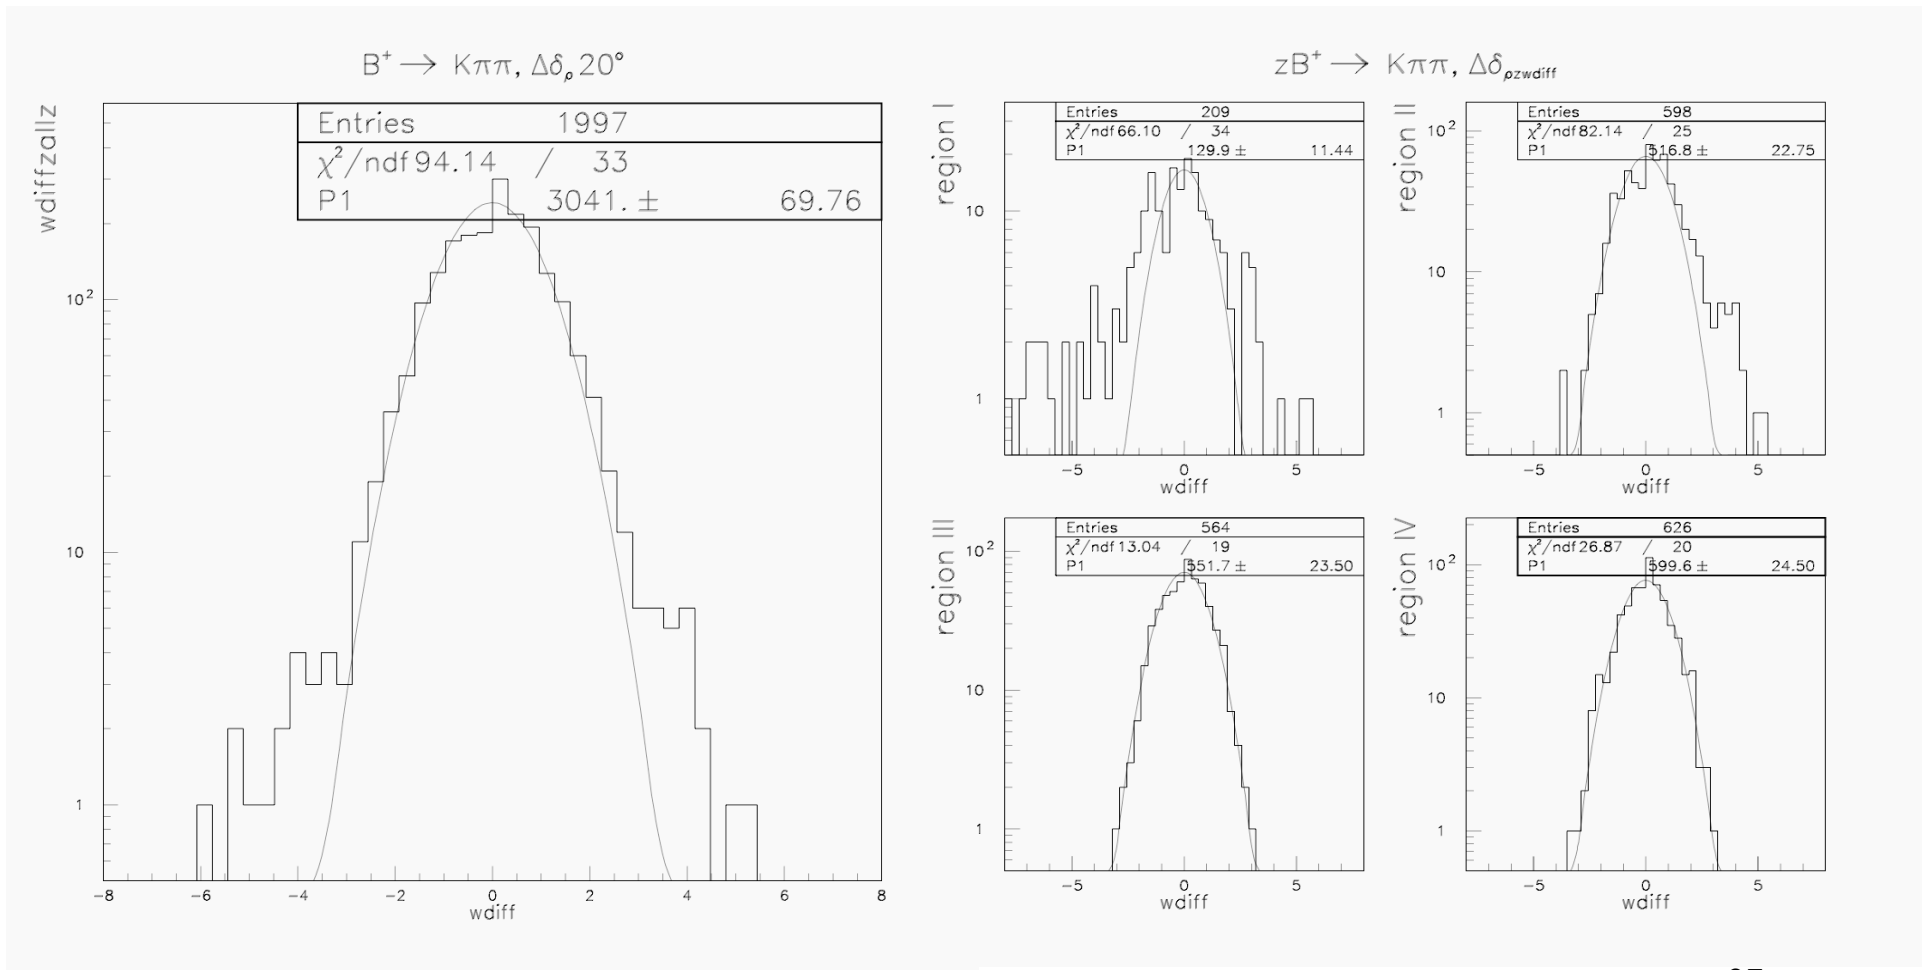 B⁺ → Kππ, Δδρ 20°
wdiffzallz
Entries 1997
χ²/ndf 94.14 / 33
P1 3041. ± 69.76
10²
10
1
-8 -6 -4 -2 0 2 4 6 8
wdiff
zB⁺ → Kππ, Δδρzwdiff
region I
Entries 209
χ²/ndf 66.10 / 34
P1 129.9 ± 11.44
10
1
-5 0 5
wdiff
region II
Entries 598
χ²/ndf 82.14 / 25
P1 516.8 ± 22.75
10²
10
1
-5 0 5
wdiff
region III
Entries 564
χ²/ndf 13.04 / 19
P1 551.7 ± 23.50
10²
10
1
-5 0 5
wdiff
region IV
Entries 626
χ²/ndf 26.87 / 20
P1 599.6 ± 24.50
10²
10
1
-5 0 5
wdiff